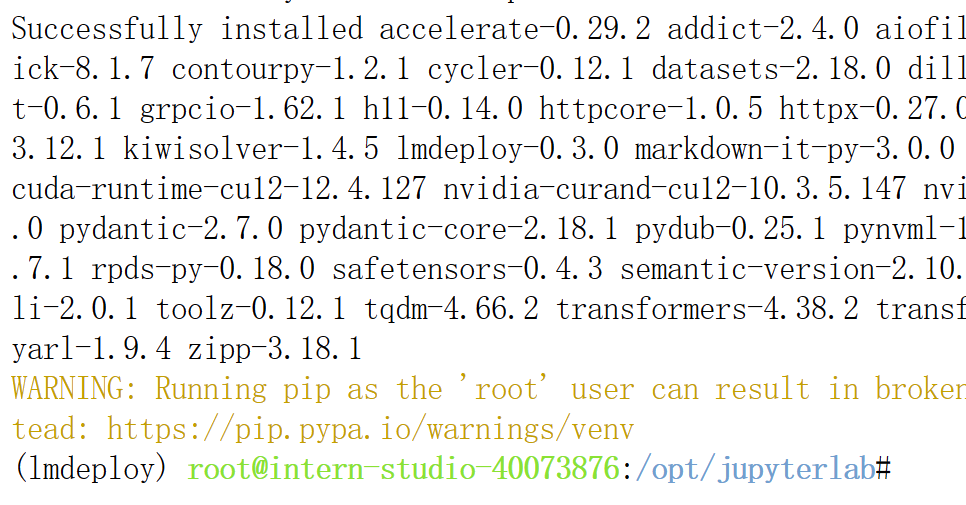 Successfully installed accelerate-0.29.2 addict-2.4.0 aiofil
ick-8.1.7 contourpy-1.2.1 cycler-0.12.1 datasets-2.18.0 dill
t-0.6.1 grpcio-1.62.1 h11-0.14.0 httpcore-1.0.5 httpx-0.27.0
3.12.1 kiwisolver-1.4.5 lmdeploy-0.3.0 markdown-it-py-3.0.0
cuda-runtime-cu12-12.4.127 nvidia-curand-cu12-10.3.5.147 nvi
.0 pydantic-2.7.0 pydantic-core-2.18.1 pydub-0.25.1 pynvml-1
.7.1 rpds-py-0.18.0 safetensors-0.4.3 semantic-version-2.10.
li-2.0.1 toolz-0.12.1 tqdm-4.66.2 transformers-4.38.2 transf
yarl-1.9.4 zipp-3.18.1
WARNING: Running pip as the 'root' user can result in broken
tead: https://pip.pypa.io/warnings/venv
(lmdeploy) root@intern-studio-40073876:/opt/jupyterlab#